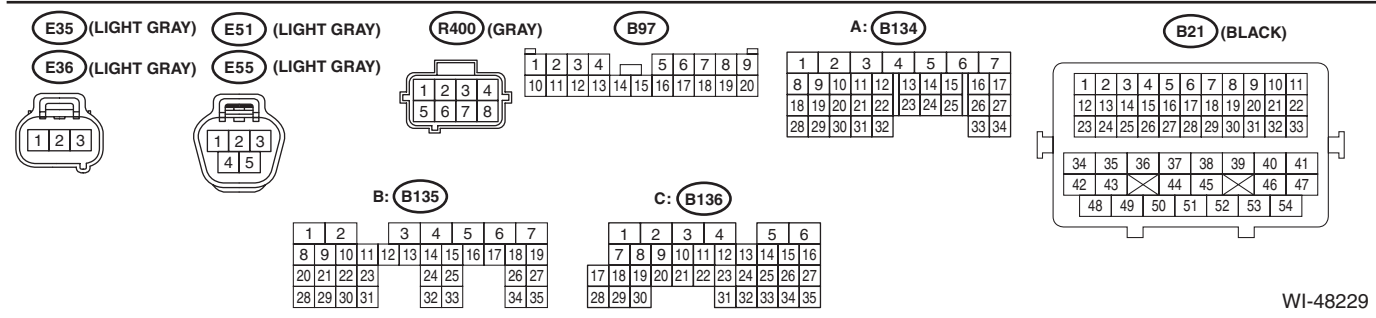 E35 (LIGHT GRAY) E51 (LIGHT GRAY) R400 (GRAY) B97 A: B134 B21 (BLACK)
E36 (LIGHT GRAY) E55 (LIGHT GRAY)
1 2 3
1 2 3
4 5
1 2 3 4
5 6 7 8
1 2 3 4 5 6 7 8 9
10 11 12 13 14 15 16 17 18 19 20
1 2 3 4 5 6 7
8 9 10 11 12 13 14 15 16 17
18 19 20 21 22 23 24 25 26 27
28 29 30 31 32 33 34
1 2 3 4 5 6 7 8 9 10 11
12 13 14 15 16 17 18 19 20 21 22
23 24 25 26 27 28 29 30 31 32 33
34 35 36 37 38 39 40 41
42 43 44 45 46 47
48 49 50 51 52 53 54
B: B135
1 2 3 4 5 6 7
8 9 10 11 12 13 14 15 16 17 18 19
20 21 22 23 24 25 26 27
28 29 30 31 32 33 34 35
C: B136
1 2 3 4 5 6
7 8 9 10 11 12 13 14 15 16
17 18 19 20 21 22 23 24 25 26 27
28 29 30 31 32 33 34 35
WI-48229